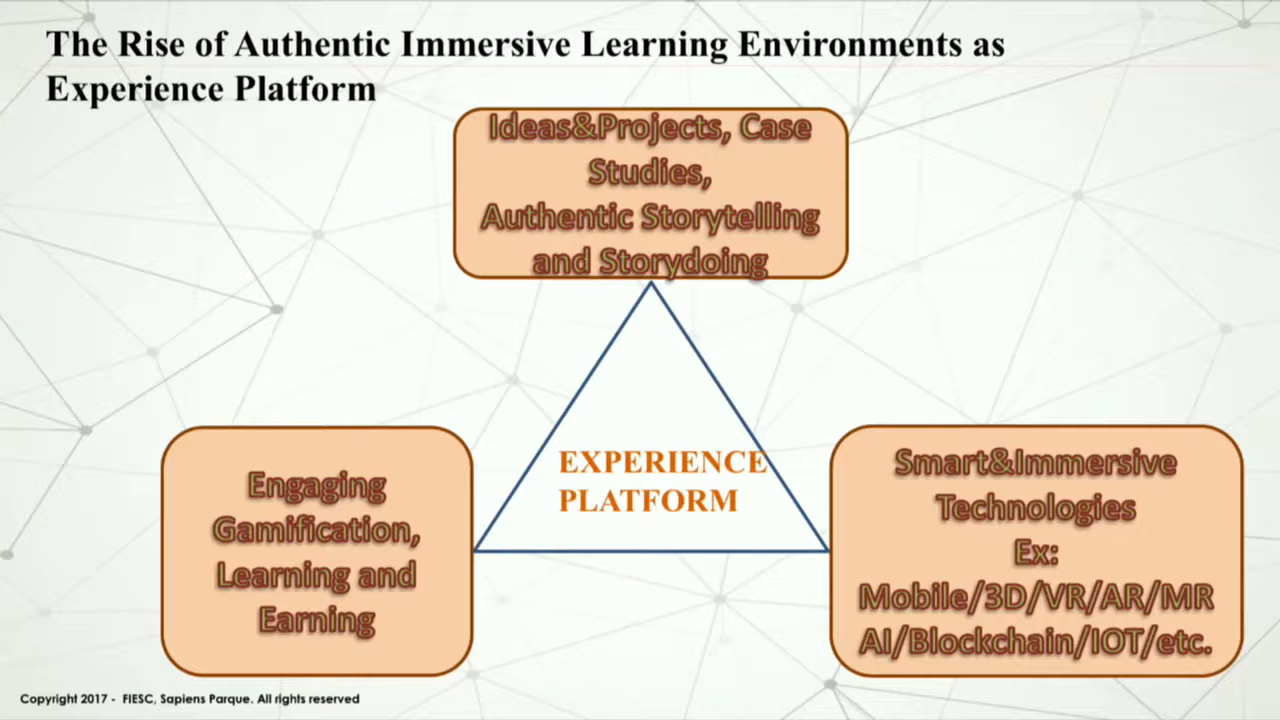 The Rise of Authentic Immersive Learning Environments as
Experience Platform
Ideas&Projects, Case
Studies,
Authentic Storytelling
and Storydoing
EXPERIENCE
PLATFORM
Engaging
Gamification,
Learning and
Earning
Smart&Immersive
Technologies
Ex:
Mobile/3D/VR/AR/MR
AI/Blockchain/IOT/etc.
Copyright 2017 - FIESC, Sapiens Parque. All rights reserved